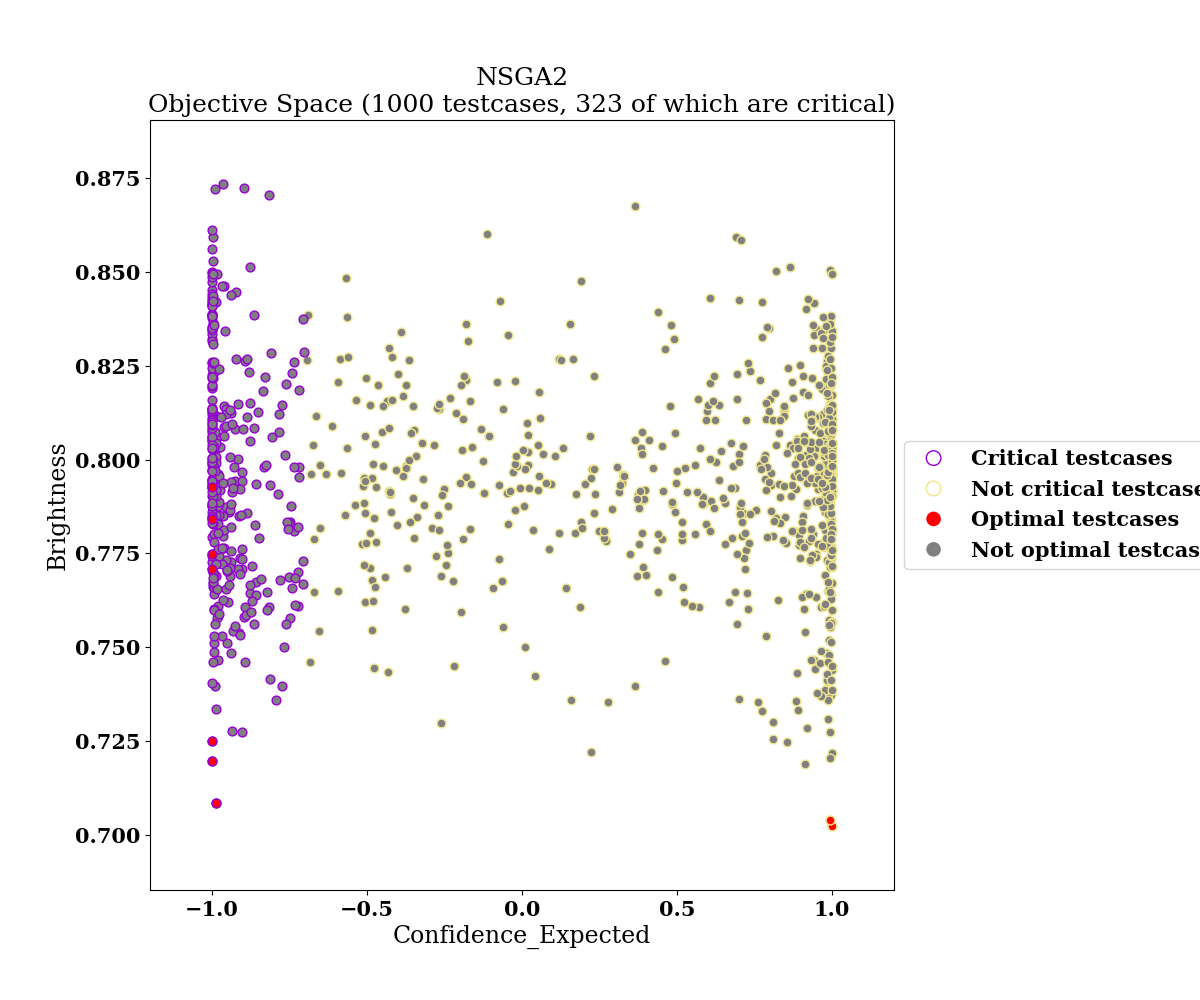 NSGA2
Objective Space (1000 testcases, 323 of which are critical)
0.875
0.850
0.825
0.800
0.775
0.750
0.725
0.700
Brightness
−1.0 −0.5 0.0 0.5 1.0
Confidence_Expected
Critical testcases
Not critical testcase
Optimal testcases
Not optimal testcas